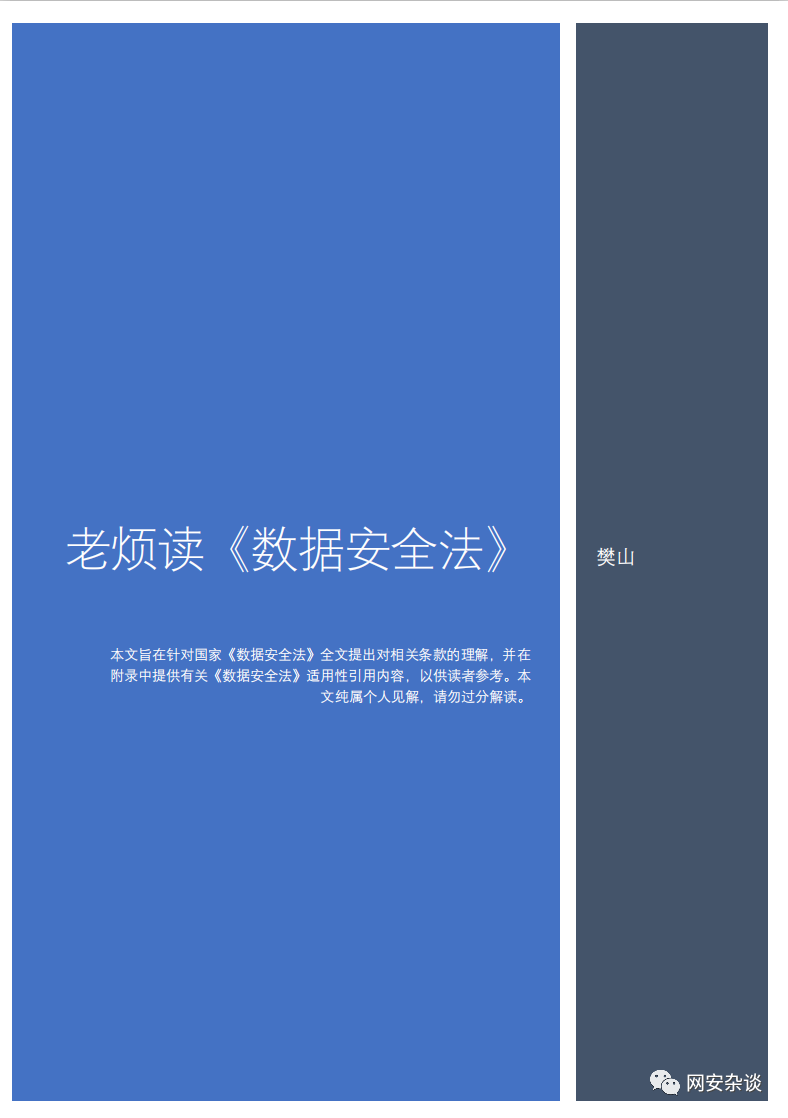 老烦读《数据安全法》
樊山
本文旨在针对国家《数据安全法》全文提出对相关条款的理解，并在
附录中提供有关《数据安全法》适用性引用内容，以供读者参考。本
文纯属个人见解，请勿过分解读。
网安杂谈